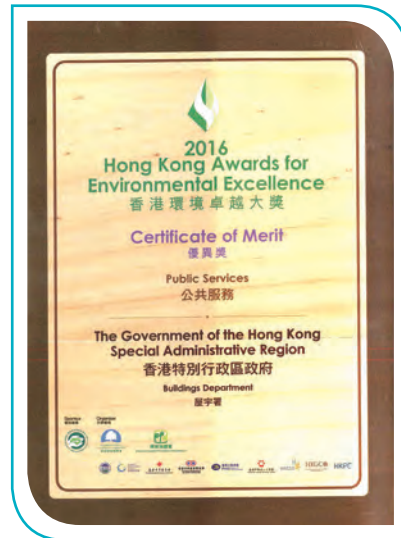 2016
Hong Kong Awards for
Environmental Excellence
香港環境卓越大獎
Certificate of Merit
優異獎
Public Services
公共服務
The Government of the Hong Kong
Special Administrative Region
香港特別行政區政府
Buildings Department
屋宇署
Organiser
HKPC